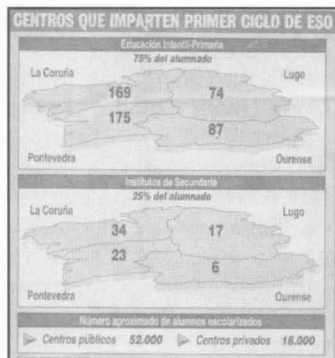 CENTROS QUE IMPARTEN PRIMER CICLO DE ESO
Educación Infantil-Primaria
75% del alumnado
La Coruña
Lugo
169
74
175
87
Pontevedra
Ourense
Institutos de Secundaria
25% del alumnado
La Coruña
Lugo
34
17
23
6
Pontevedra
Ourense
Número aproximado de alumnos escolarizados
Centros públicos 52.000 Centros privados 18.000